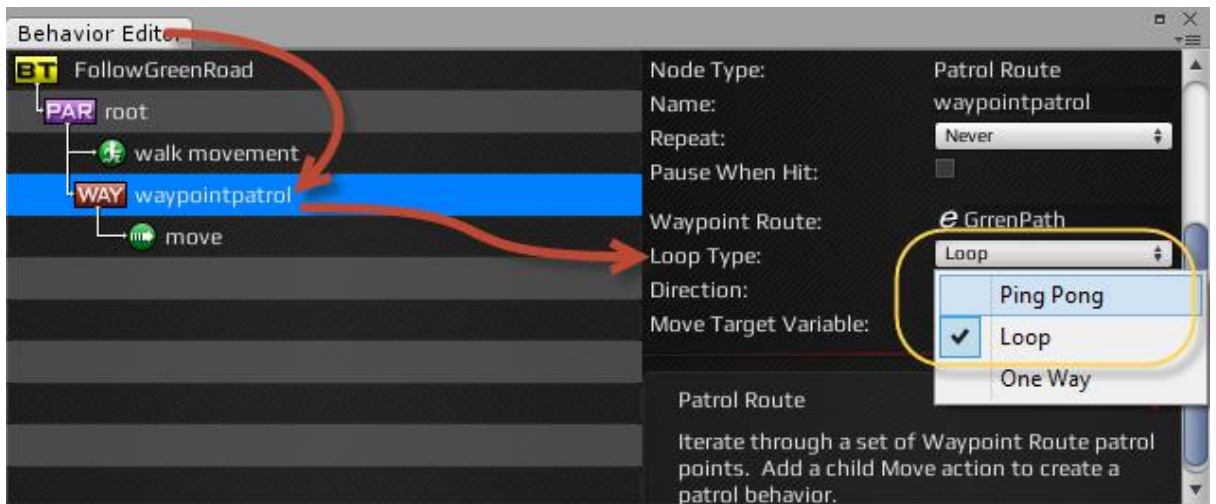 Behavior Editor
BT FollowGreenRoad
PAR root
walk movement
WAY waypointpatrol
move
Node Type: Patrol Route
Name: waypointpatrol
Repeat: Never
Pause When Hit:
Waypoint Route: e GrrenPath
Loop Type: Loop
Direction:
Move Target Variable:
Ping Pong
Loop
One Way
Patrol Route
Iterate through a set of Waypoint Route patrol
points. Add a child Move action to create a
patrol behavior.